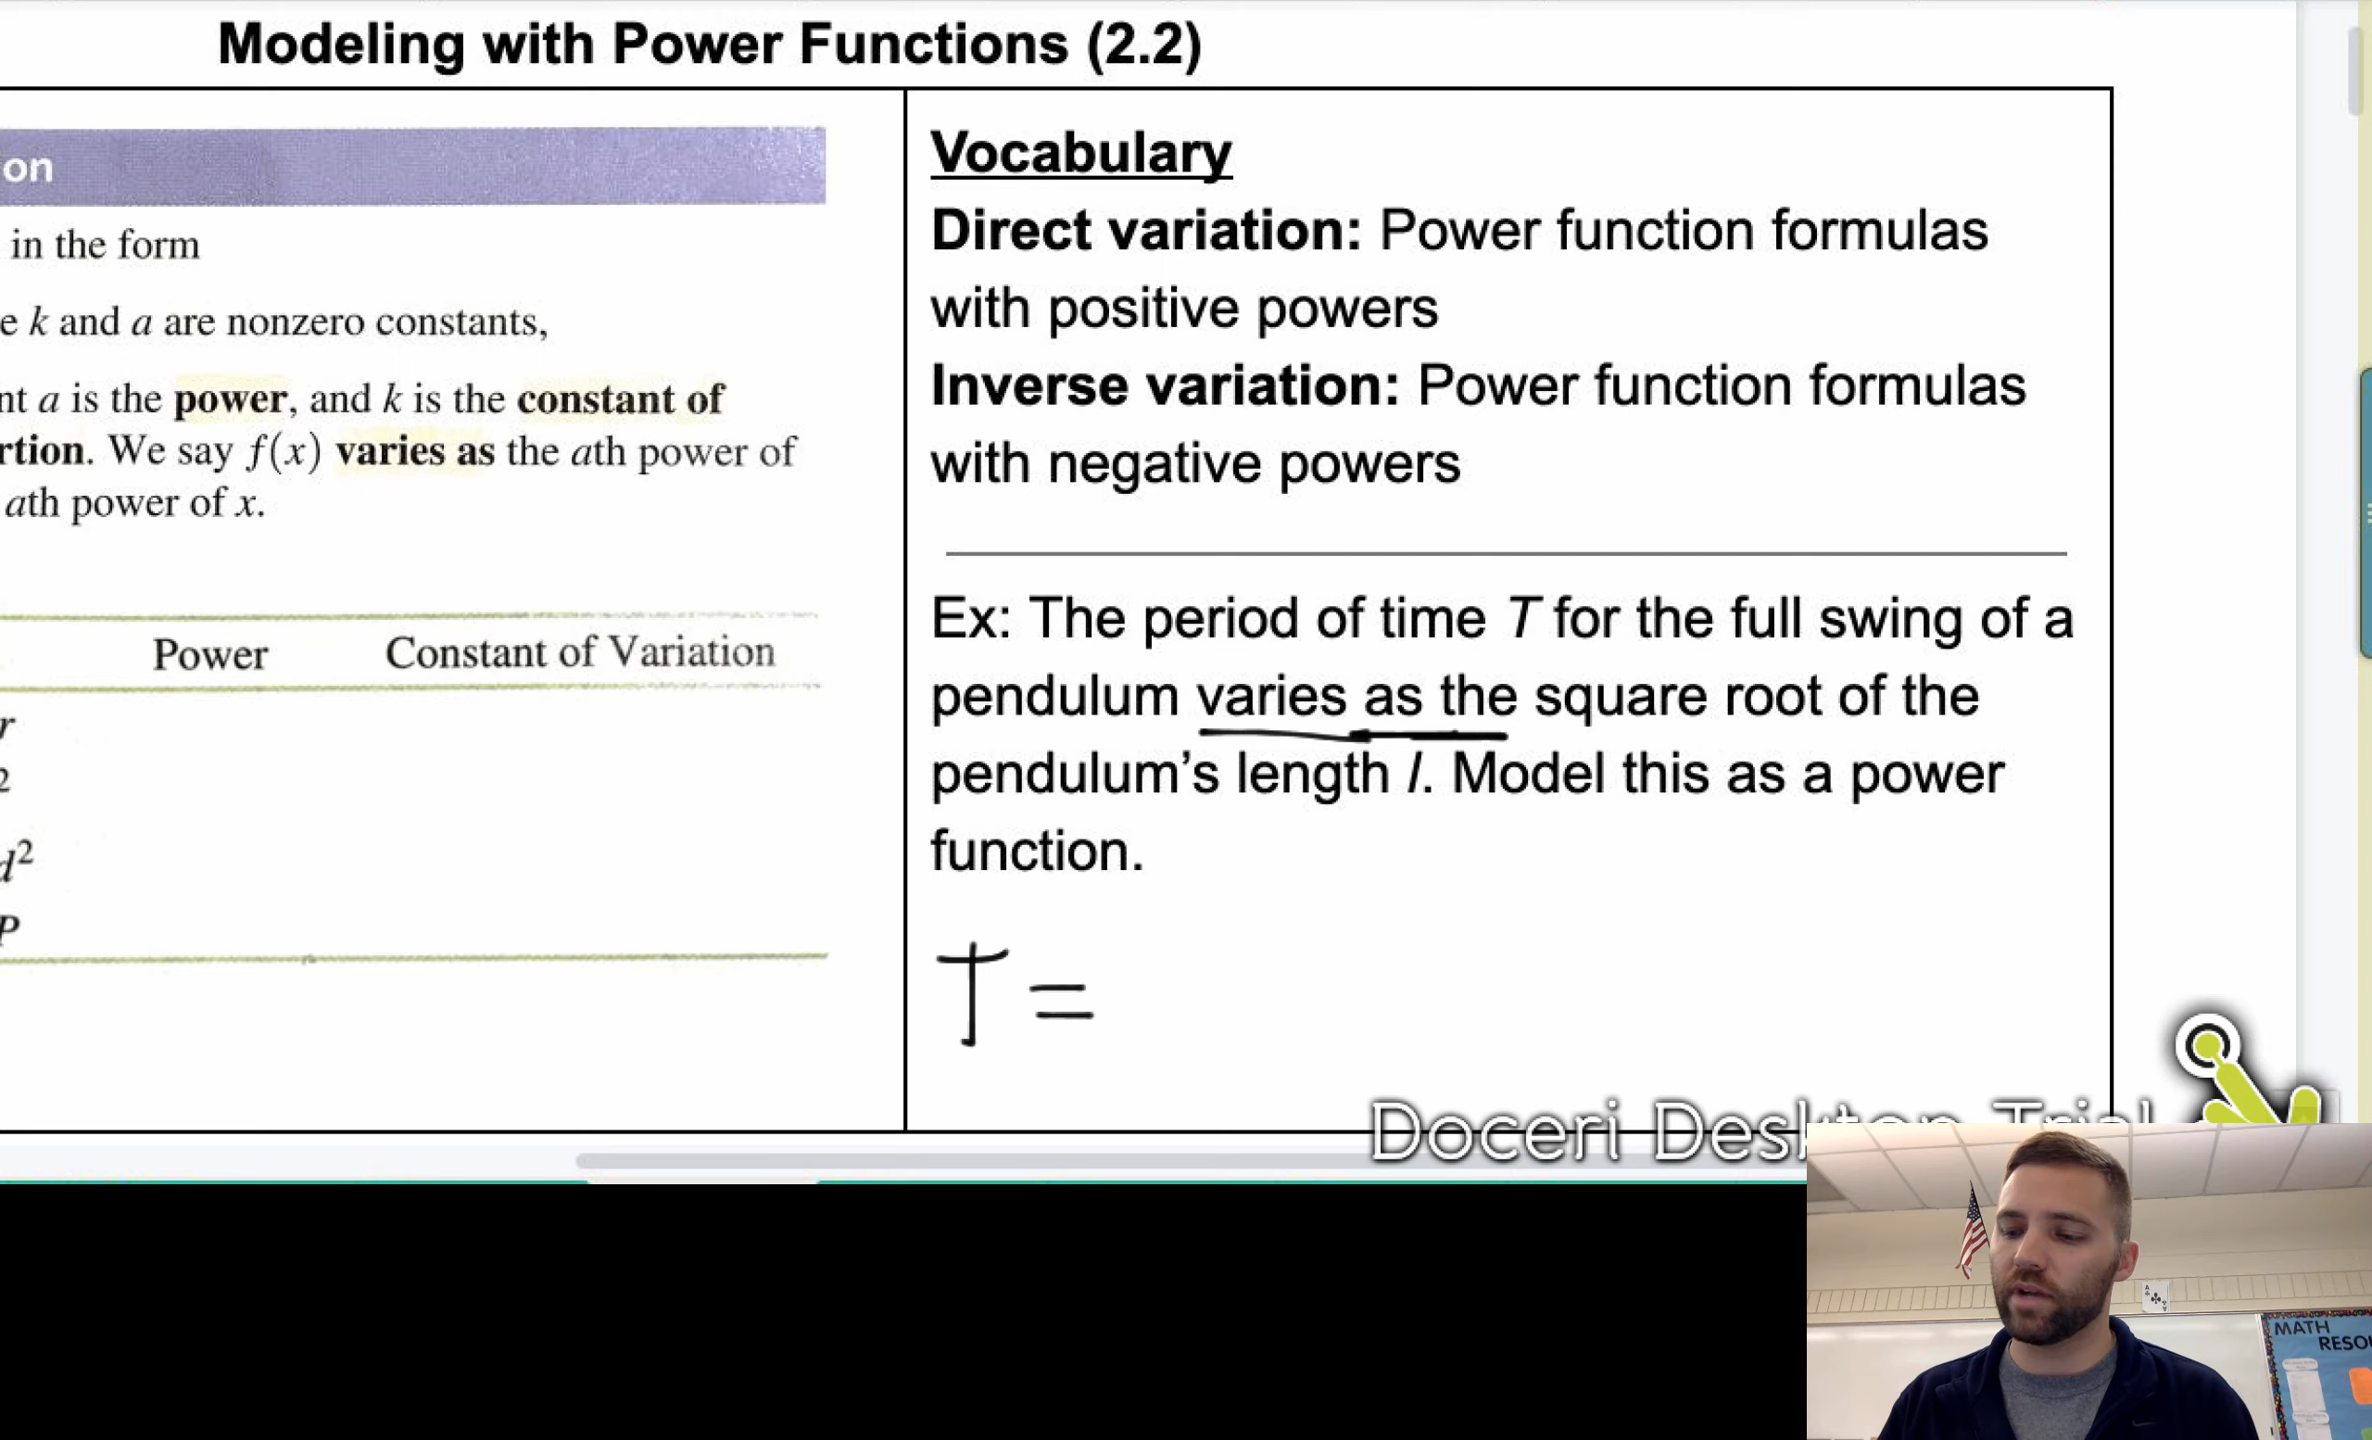 Modeling with Power Functions (2.2)
on
in the form
e k and a are nonzero constants,
nt a is the power, and k is the constant of
rtion. We say f(x) varies as the ath power of
ath power of x.
Power Constant of Variation
r
2
d²
P
Vocabulary
Direct variation: Power function formulas
with positive powers
Inverse variation: Power function formulas
with negative powers
Ex: The period of time T for the full swing of a
pendulum varies as the square root of the
pendulum’s length l. Model this as a power
function.
T =
Doceri Desktop Trial
MATH
RESO